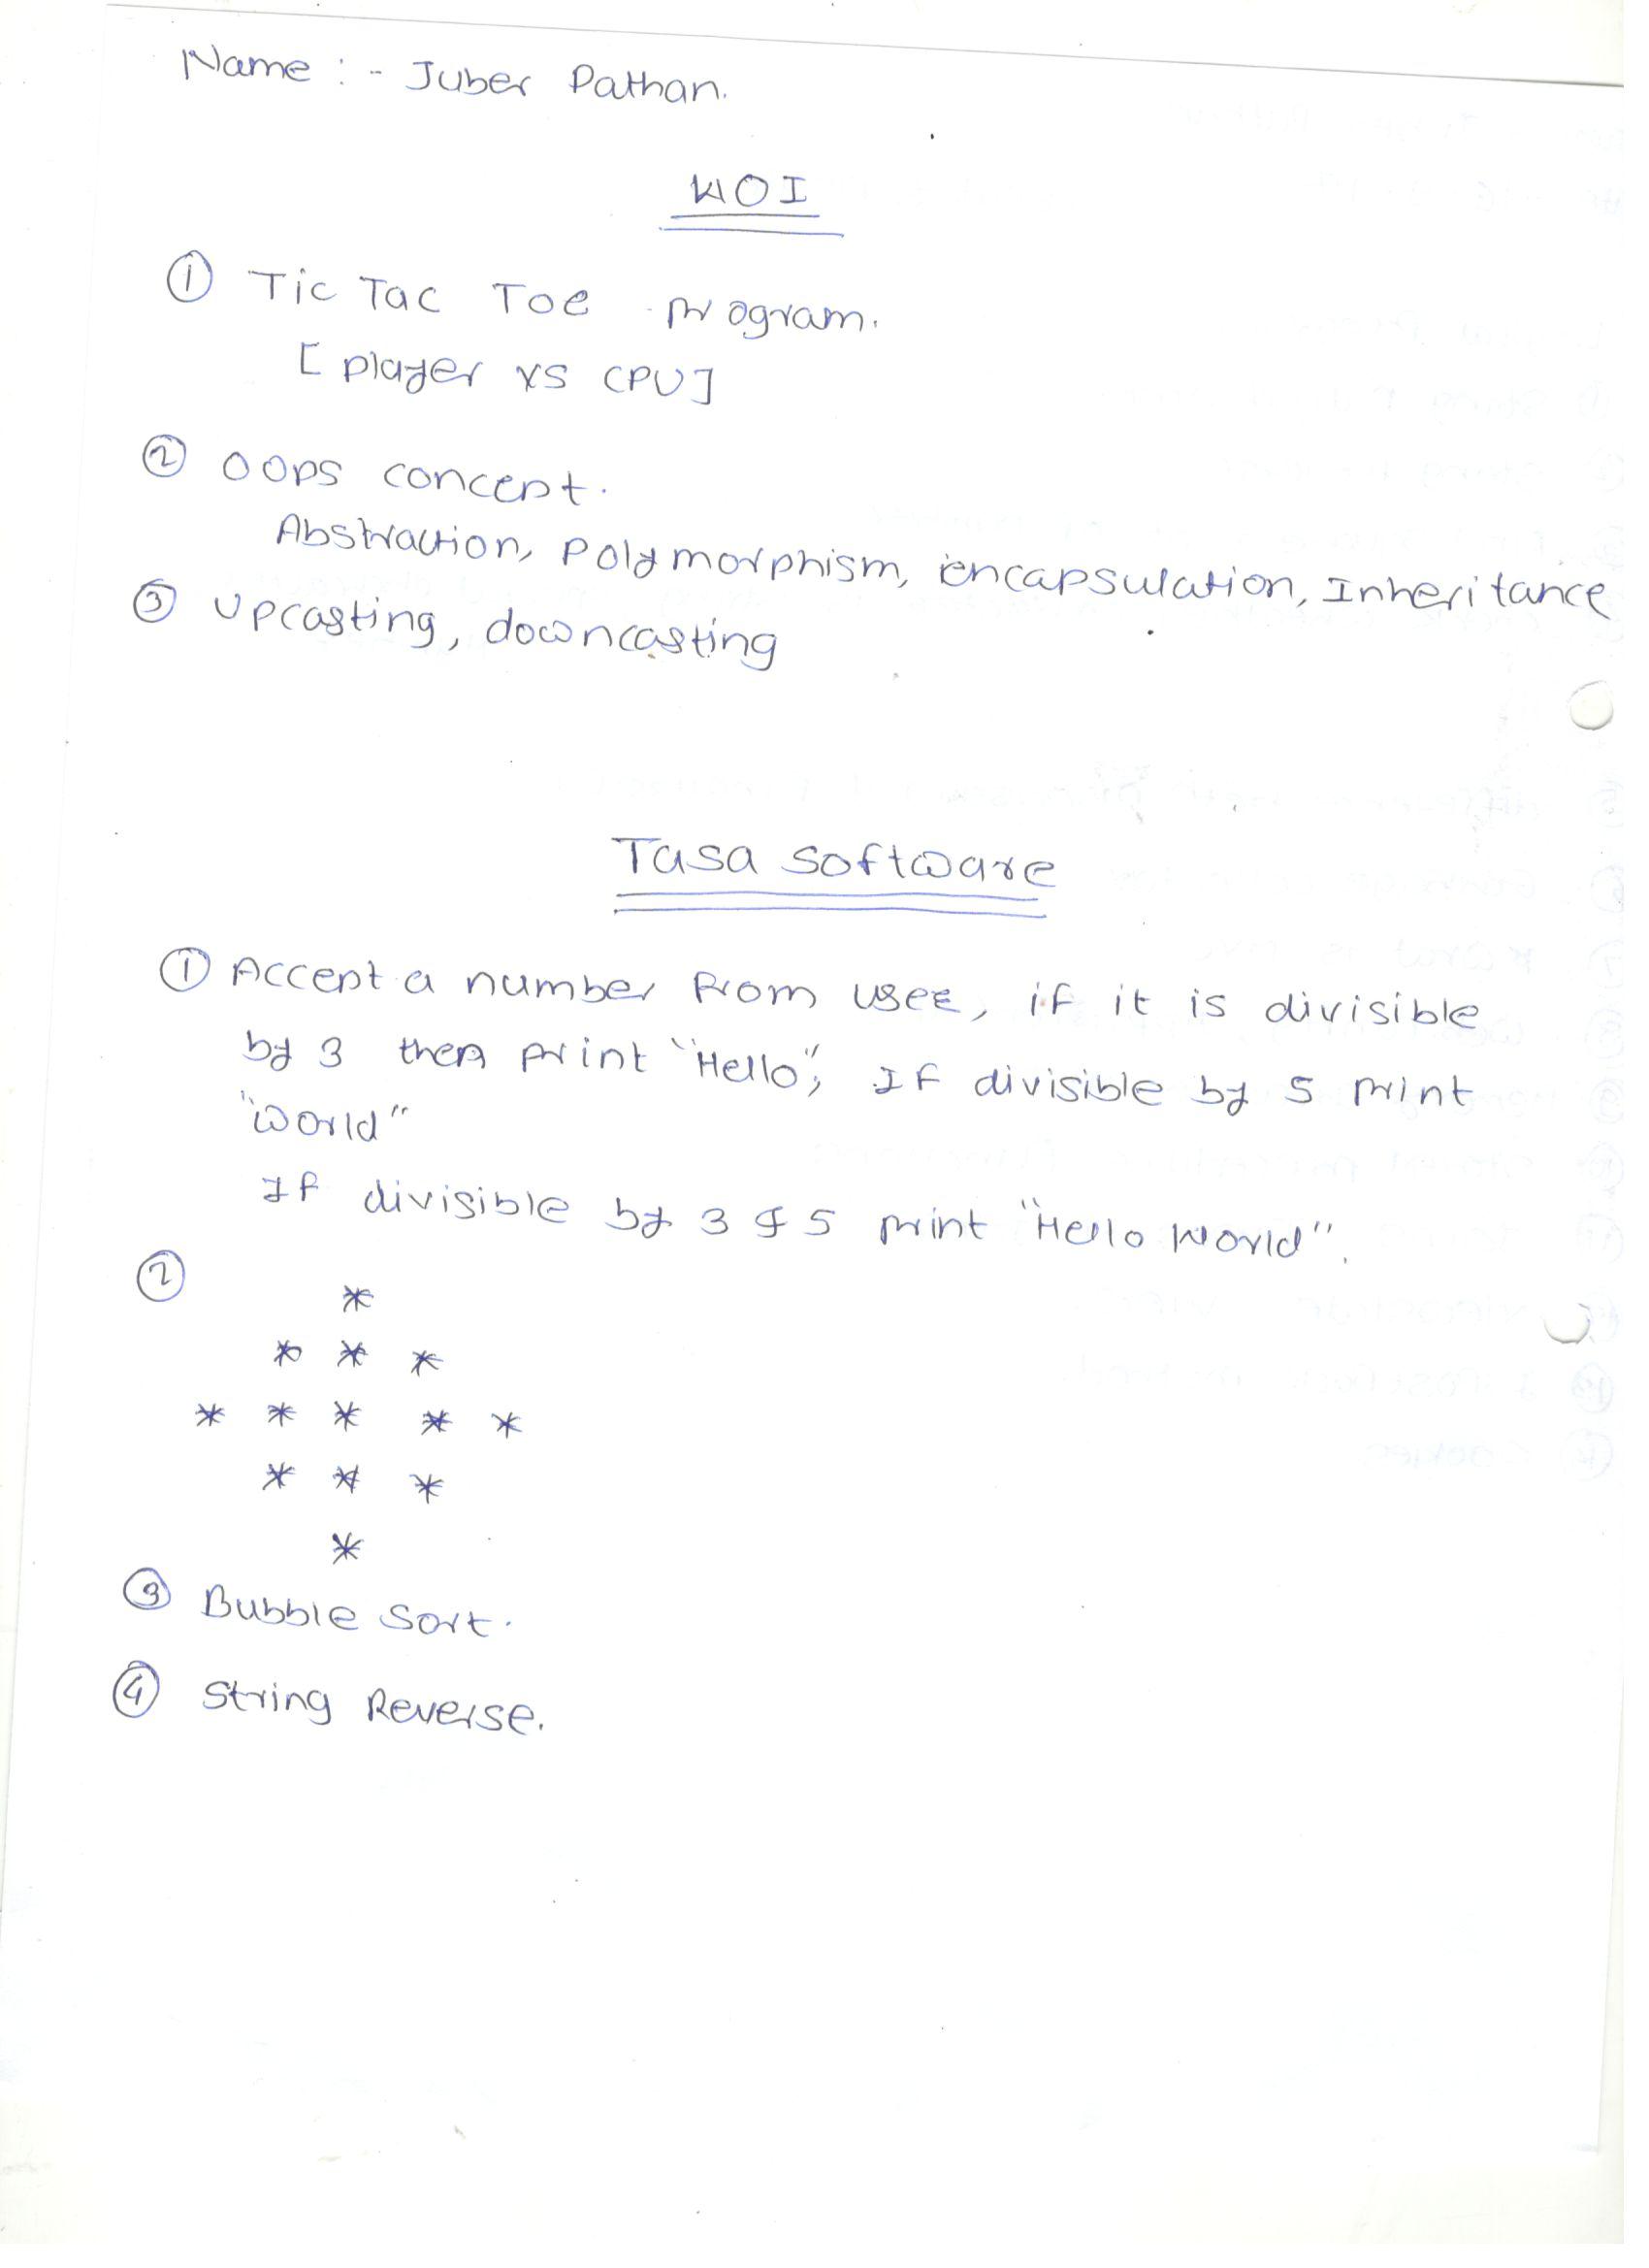 Name :- Juber Pathan.
WOI
① Tic Tac Toe program.
[ player vs CPU ]
② OOPS concept.
Abstraction, Polymorphism, encapsulation, Inheritance
③ Upcasting, downcasting
Tasa Software
① Accept a number from user, if it is divisible
by 3 then print "Hello", If divisible by 5 print
"World"
If divisible by 3 & 5 print "Hello World".
②
*
* * *
* * * * *
* * *
*
③ Bubble Sort.
④ String Reverse.